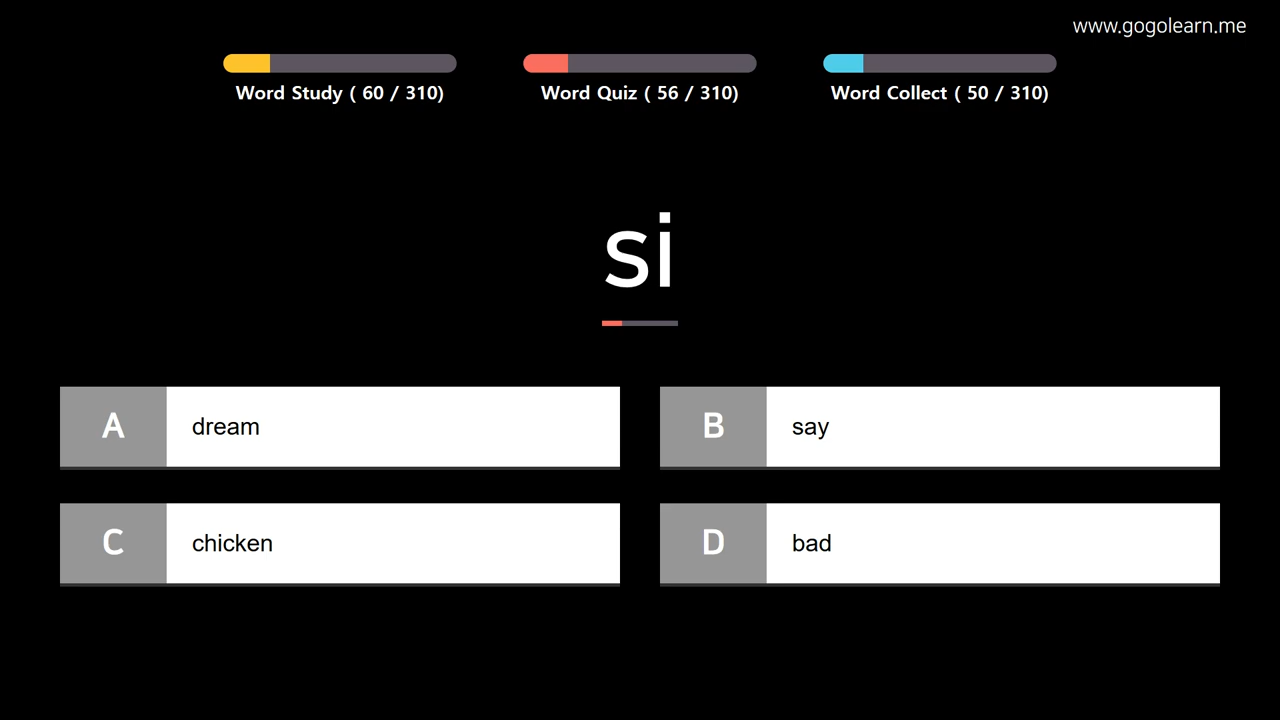 www.gogolearn.me
Word Study ( 60 / 310)
Word Quiz ( 56 / 310)
Word Collect ( 50 / 310)
si
A dream
B say
C chicken
D bad